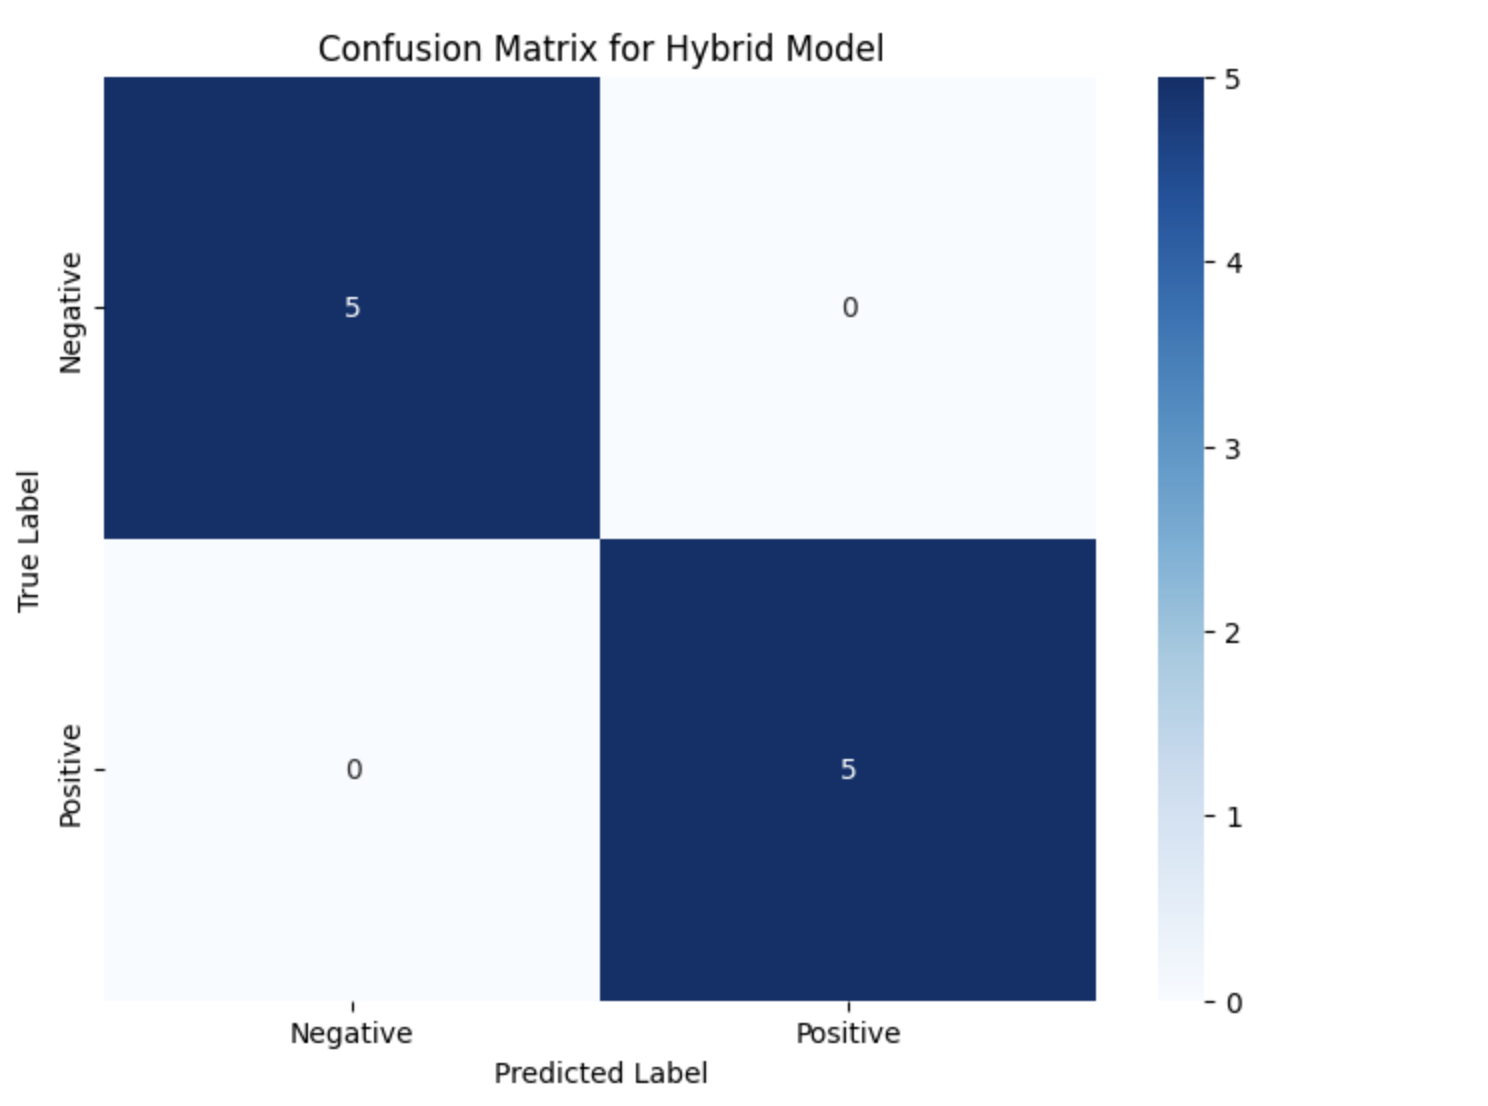 Confusion Matrix for Hybrid Model
True Label
Negative
Positive
5
0
0
5
Negative
Positive
Predicted Label
5
4
3
2
1
0